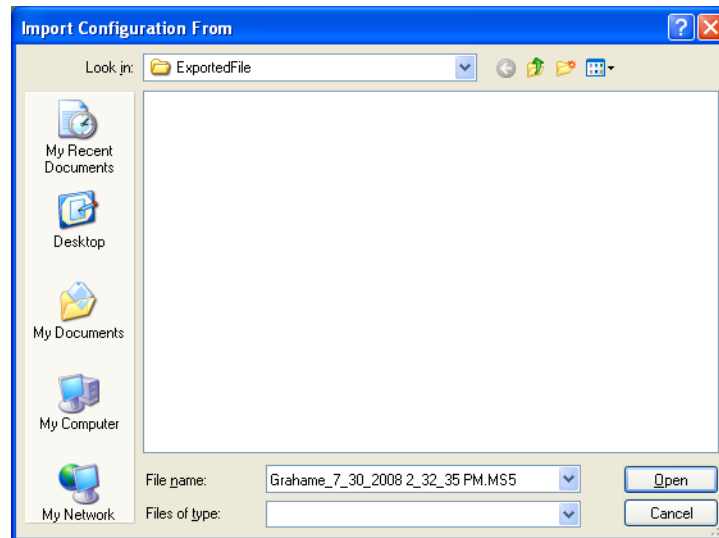 Import Configuration From
Look in: ExportedFile
My Recent
Documents
Desktop
My Documents
My Computer
My Network
File name: Grahame_7_30_2008 2_32_35 PM.MS5 Open
Files of type: Cancel